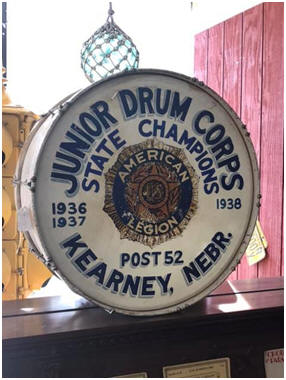 JUNIOR DRUM CORPS
STATE CHAMPIONS
1936
1937
1938
AMERICAN
LEGION
POST 52
KEARNEY, NEBR.